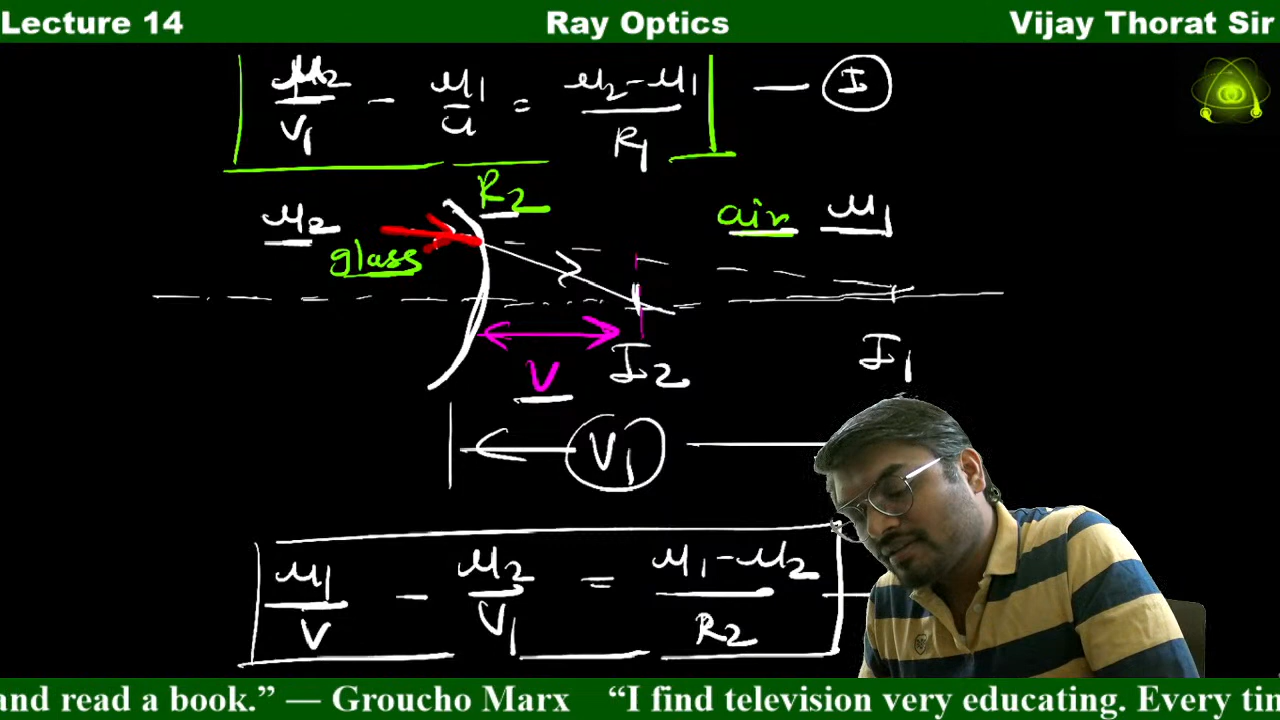 Lecture 14 Ray Optics Vijay Thorat Sir
μ2/V1 - μ1/u = μ2-μ1/R1 — I
R2
μ2 air μ1
glass
V I2 I1
V1
μ1/V - μ2/V1 = μ1-μ2/R2
and read a book.” — Groucho Marx “I find television very educating. Every tin